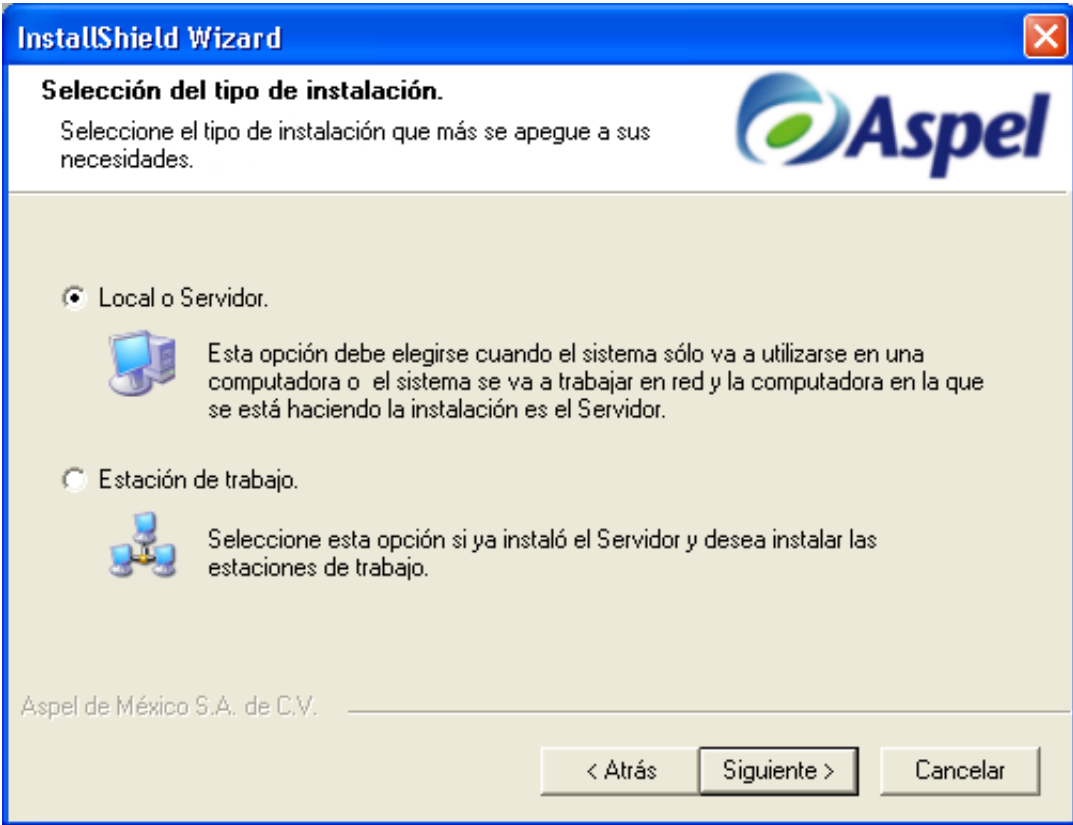 InstallShield Wizard
Selección del tipo de instalación.
Seleccione el tipo de instalación que más se apegue a sus
necesidades.
Aspel
Local o Servidor.
Esta opción debe elegirse cuando el sistema sólo va a utilizarse en una
computadora o  el sistema se va a trabajar en red y la computadora en la que
se está haciendo la instalación es el Servidor.
Estación de trabajo.
Seleccione esta opción si ya instaló el Servidor y desea instalar las
estaciones de trabajo.
Aspel de México S.A. de C.V.
< Atrás
Siguiente >
Cancelar